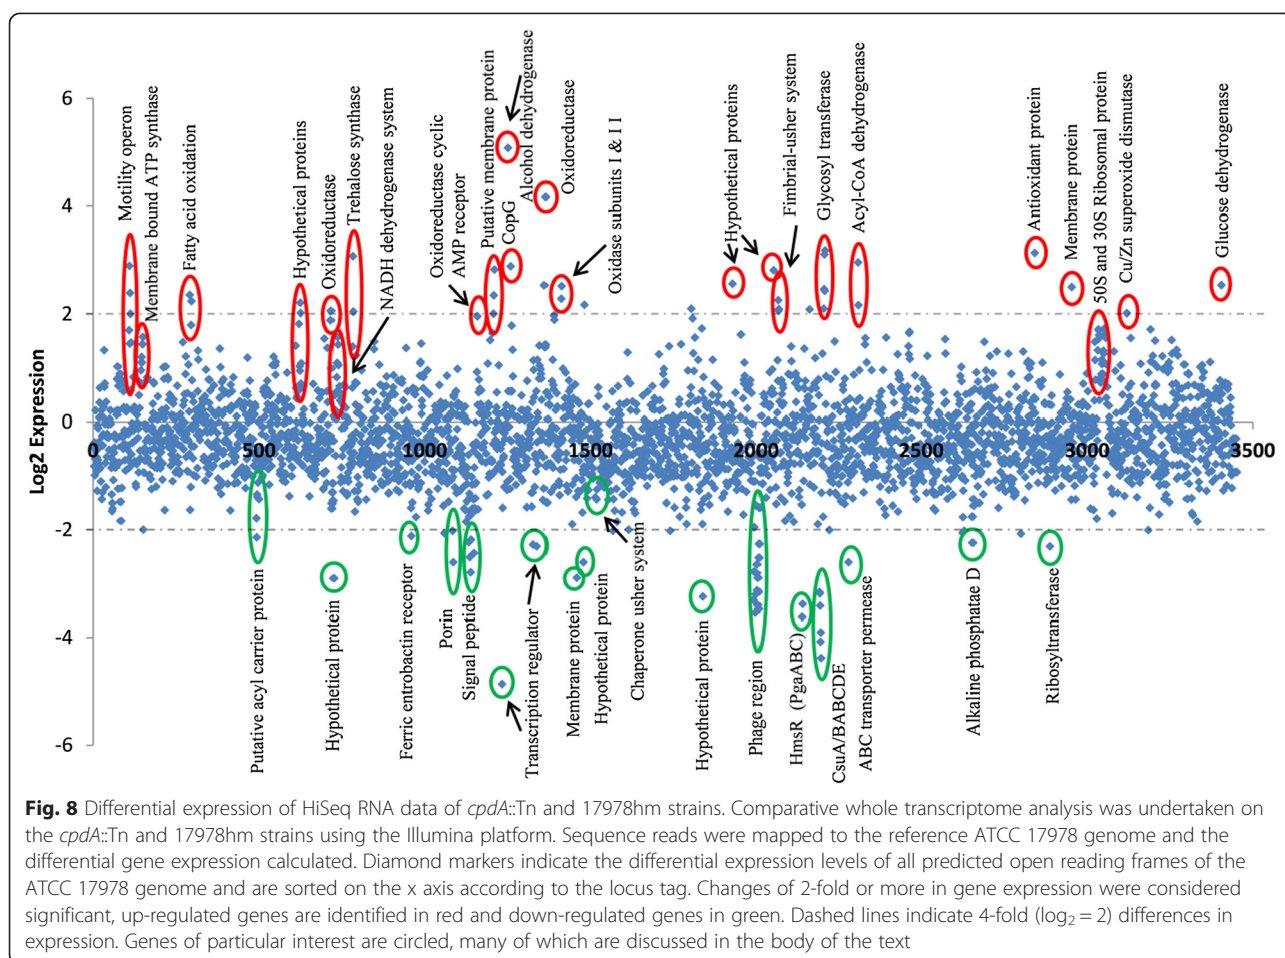 6
4
2
0
-2
-4
-6
Log2 Expression
0
500
1000
1500
2000
2500
3000
3500
Motility operon
Membrane bound ATP synthase
Fatty acid oxidation
Hypothetical proteins
Oxidoreductase
Trehalose synthase
NADH dehydrogenase system
Oxidoreductase cyclic
AMP receptor
Putative membrane protein
CopG
Alcohol dehydrogenase
Oxidoreductase
Oxidase subunits I & I I
Hypothetical proteins
Fimbrial-usher system
Glycosyl transferase
Acyl-CoA dehydrogenase
Antioxidant protein
Membrane protein
50S and 30S Ribosomal protein
Cu/Zn superoxide dismutase
Glucose dehydrogenase
Putative acyl carrier protein
Hypothetical protein
Ferric entrobactin receptor
Porin
Signal peptide
Transcription regulator
Membrane protein
Hypothetical protein
Chaperone usher system
Hypothetical protein
Phage region
HmsR (PgaABC)
CsuA/BABCDE
ABC transporter permease
Alkaline phosphatae D
Ribosyltransferase
Fig. 8 Differential expression of HiSeq RNA data of cpdA::Tn and 17978hm strains. Comparative whole transcriptome analysis was undertaken on
the cpdA::Tn and 17978hm strains using the Illumina platform. Sequence reads were mapped to the reference ATCC 17978 genome and the
differential gene expression calculated. Diamond markers indicate the differential expression levels of all predicted open reading frames of the
ATCC 17978 genome and are sorted on the x axis according to the locus tag. Changes of 2-fold or more in gene expression were considered
significant, up-regulated genes are identified in red and down-regulated genes in green. Dashed lines indicate 4-fold (log₂ = 2) differences in
expression. Genes of particular interest are circled, many of which are discussed in the body of the text